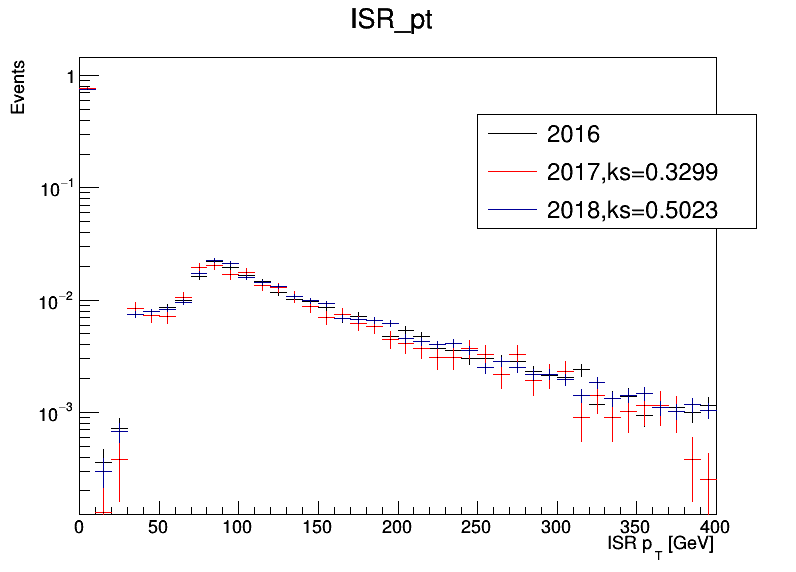 ISR_pt
Events
1
10⁻¹
10⁻²
10⁻³
2016
2017,ks=0.3299
2018,ks=0.5023
0 50 100 150 200 250 300 350 400
ISR p_T [GeV]